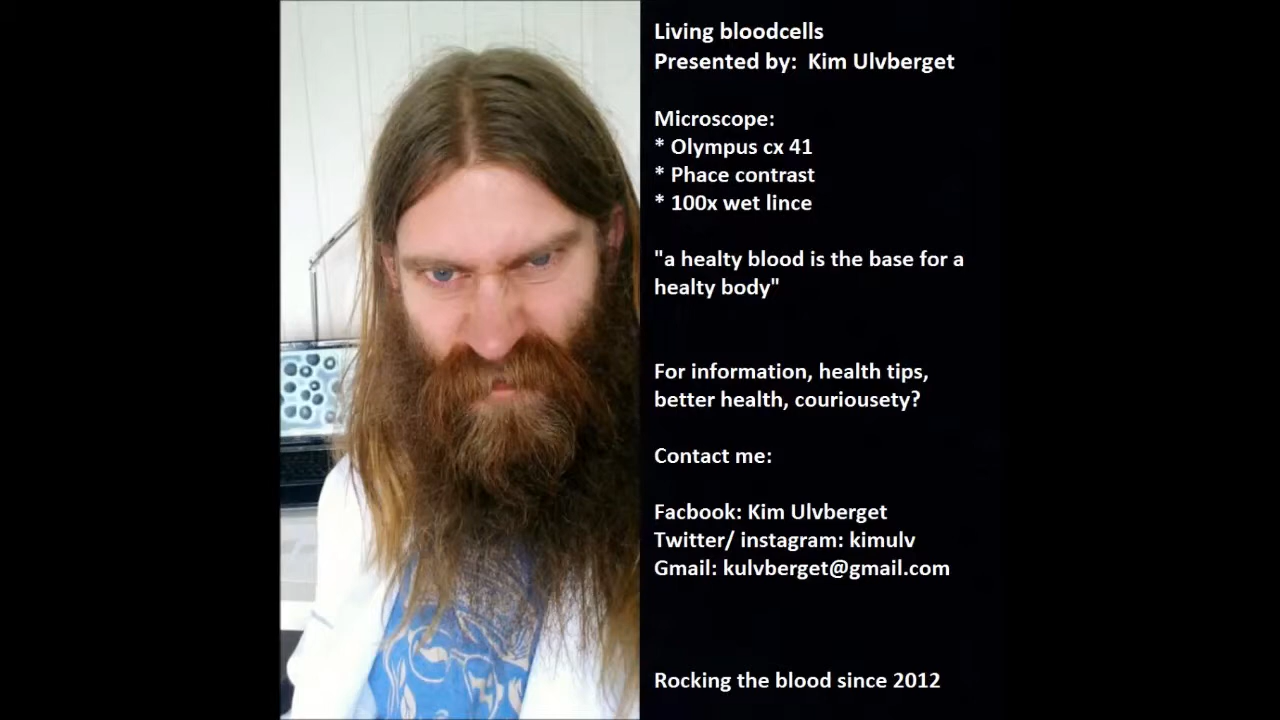 Living bloodcells
Presented by: Kim Ulvberget
Microscope:
* Olympus cx 41
* Phace contrast
* 100x wet lince
"a healty blood is the base for a
healty body"
For information, health tips,
better health, couriousety?
Contact me:
Facbook: Kim Ulvberget
Twitter/ instagram: kimulv
Gmail: kulvberget@gmail.com
Rocking the blood since 2012